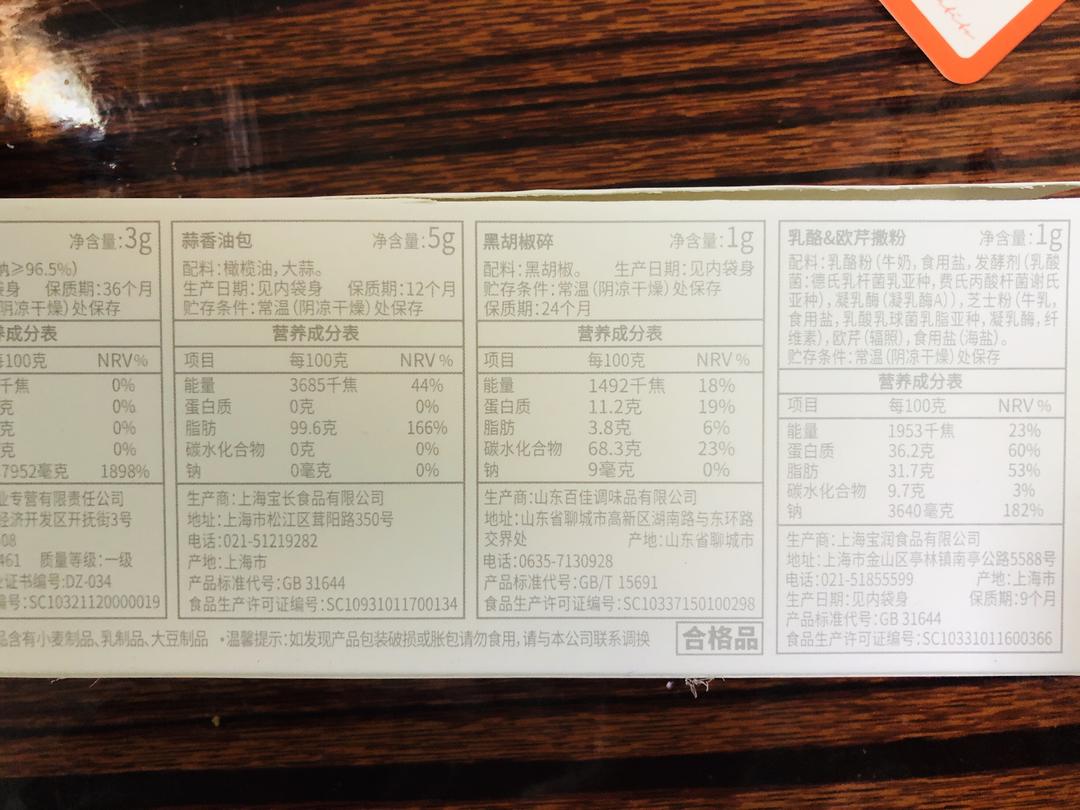 净含量:3g
钠≥96.5%)
保质期:36个月
阴凉干燥)处保存
养成分表
每100克 NRV%
千焦 0%
克 0%
克 0%
克 0%
7952毫克 1898%
业专营有限责任公司
经济开发区开抚街3号
08
461 质量等级:一级
证书编号:DZ-034
编号:SC10321120000019
蒜香油包 净含量:5g
配料:橄榄油,大蒜。
生产日期:见内袋身 保质期:12个月
贮存条件:常温(阴凉干燥)处保存
营养成分表
项目 每100克 NRV%
能量 3685千焦 44%
蛋白质 0克 0%
脂肪 99.6克 166%
碳水化合物 0克 0%
钠 0毫克 0%
生产商:上海宝长食品有限公司
地址:上海市松江区茸阳路350号
电话:021-51219282
产地:上海市
产品标准代号:GB 31644
食品生产许可证编号:SC10931011700134
黑胡椒碎 净含量:1g
配料:黑胡椒。 生产日期:见内袋身
贮存条件:常温(阴凉干燥)处保存
保质期:24个月
营养成分表
项目 每100克 NRV%
能量 1492千焦 18%
蛋白质 11.2克 19%
脂肪 3.8克 6%
碳水化合物 68.3克 23%
钠 9毫克 0%
生产商:山东百佳调味品有限公司
地址:山东省聊城市高新区湖南路与东环路
交界处 产地:山东省聊城市
电话:0635-7130928
产品标准代号:GB/T 15691
食品生产许可证编号:SC10337150100298
乳酪&欧芹撒粉 净含量:1g
配料:乳酪粉(牛奶,食用盐,发酵剂(乳酸
菌:德氏乳杆菌乳亚种,费氏丙酸杆菌谢氏
亚种),凝乳酶(凝乳酶A)),芝士粉(牛乳,
食用盐,乳酸乳球菌乳脂亚种,凝乳酶,纤
维素),欧芹(辐照),食用盐(海盐)。
贮存条件:常温(阴凉干燥)处保存
营养成分表
项目 每100克 NRV%
能量 1953千焦 23%
蛋白质 36.2克 60%
脂肪 31.7克 53%
碳水化合物 9.7克 3%
钠 3640毫克 182%
生产商:上海宝润食品有限公司
地址:上海市金山区亭林镇南亭公路5588号
电话:021-51855599 产地:上海市
生产日期:见内袋身 保质期:9个月
产品标准代号:GB 31644
食品生产许可证编号:SC10331011600366
品含有小麦制品、乳制品、大豆制品 •温馨提示:如发现产品包装破损或胀包请勿食用,请与本公司联系调换
合格品